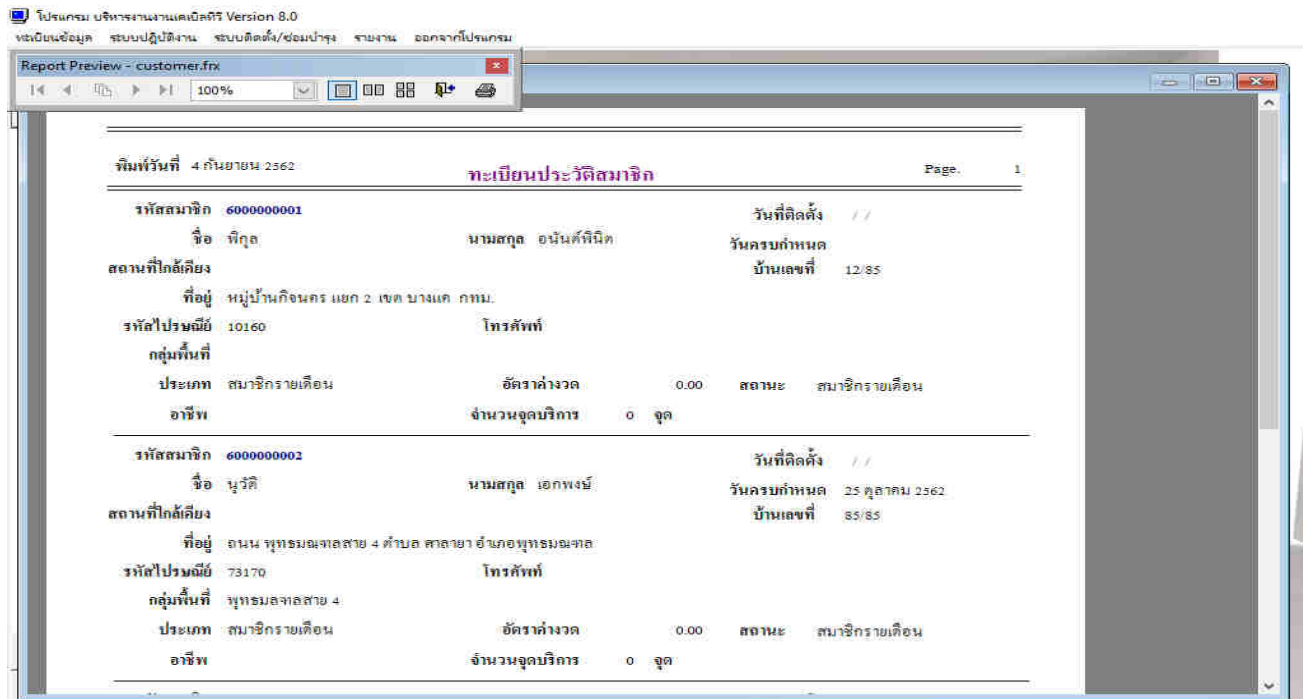 โปรแกรม บริหารงานงานเคเบิลทีวี Version 8.0
ทะเบียนข้อมูล ระบบปฏิบัติงาน ระบบติดตั้ง/ซ่อมบำรุง รายงาน ออกจากโปรแกรม
Report Preview - customer.frx
100%
พิมพ์วันที่ 4 กันยายน 2562 ทะเบียนประวัติสมาชิก Page. 1
รหัสสมาชิก 6000000001 วันที่ติดตั้ง / /
ชื่อ พิกุล นามสกุล อนันต์พินิต วันครบกำหนด
สถานที่ใกล้เคียง บ้านเลขที่ 12/85
ที่อยู่ หมู่บ้านกิจนคร แยก 2 เขต บางแค กทม.
รหัสไปรษณีย์ 10160 โทรศัพท์
กลุ่มพื้นที่
ประเภท สมาชิกรายเดือน อัตราค่างวด 0.00 สถานะ สมาชิกรายเดือน
อาชีพ จำนวนจุดบริการ 0 จุด
รหัสสมาชิก 6000000002 วันที่ติดตั้ง / /
ชื่อ นุวัติ นามสกุล เอกพงษ์ วันครบกำหนด 25 ตุลาคม 2562
สถานที่ใกล้เคียง บ้านเลขที่ 85/85
ที่อยู่ ถนน พุทธมณฑลสาย 4 ตำบล ศาลายา อำเภอพุทธมณฑล
รหัสไปรษณีย์ 73170 โทรศัพท์
กลุ่มพื้นที่ พุทธมลฑลสาย 4
ประเภท สมาชิกรายเดือน อัตราค่างวด 0.00 สถานะ สมาชิกรายเดือน
อาชีพ จำนวนจุดบริการ 0 จุด